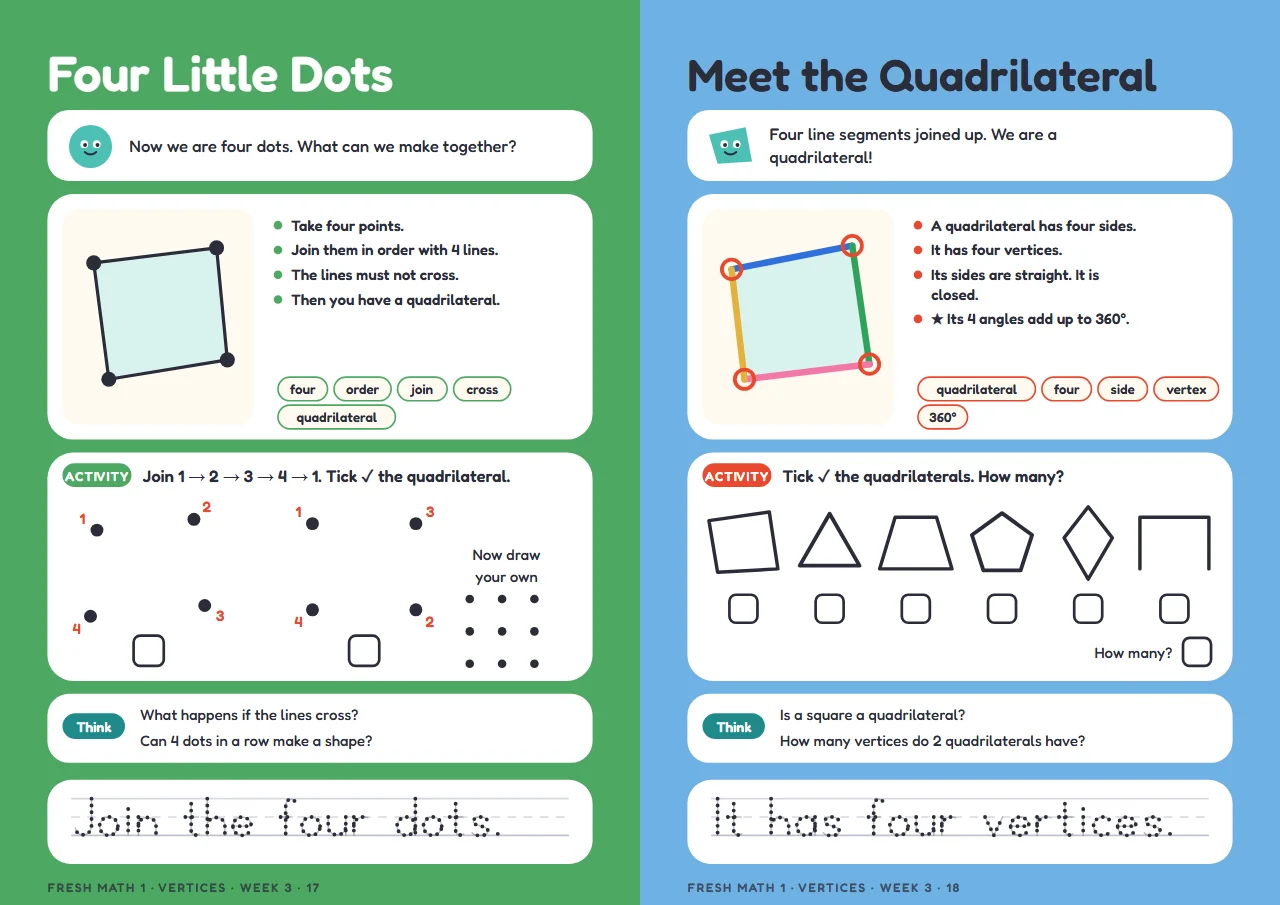 Four Little Dots
Now we are four dots. What can we make together?
Take four points.
Join them in order with 4 lines.
The lines must not cross.
Then you have a quadrilateral.
four order join cross
quadrilateral
ACTIVITY Join 1 → 2 → 3 → 4 → 1. Tick ✓ the quadrilateral.
1 2 1 3
Now draw
your own
4 3 4 2
Think
What happens if the lines cross?
Can 4 dots in a row make a shape?
Join the four dots.
FRESH MATH 1 · VERTICES · WEEK 3 · 17
Meet the Quadrilateral
Four line segments joined up. We are a
quadrilateral!
A quadrilateral has four sides.
It has four vertices.
Its sides are straight. It is
closed.
★ Its 4 angles add up to 360°.
quadrilateral four side vertex
360°
ACTIVITY Tick ✓ the quadrilaterals. How many?
How many?
Think
Is a square a quadrilateral?
How many vertices do 2 quadrilaterals have?
It has four vertices.
FRESH MATH 1 · VERTICES · WEEK 3 · 18